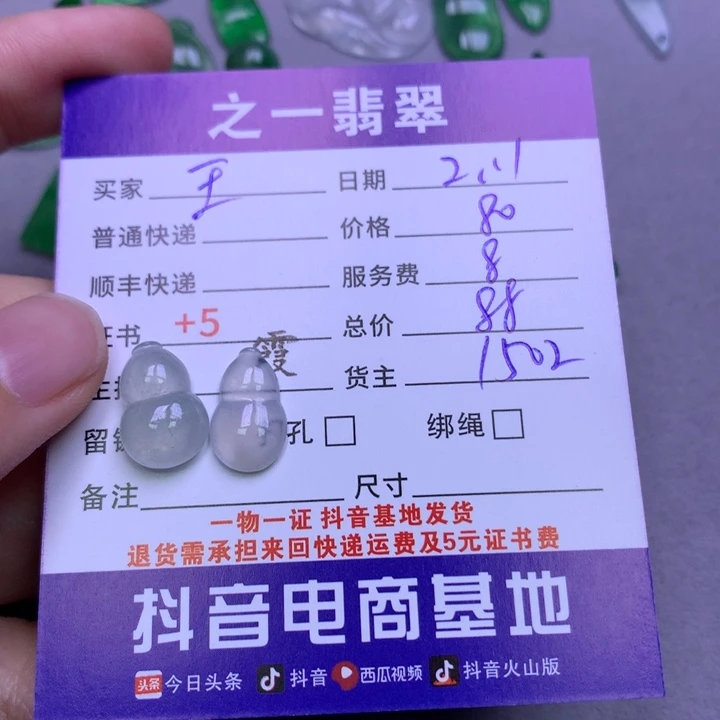 之一翡翠
买家 王 日期 2.11
普通快递 价格 80
顺丰快递 服务费 8
证书 +5 总价 88
霞 货主 1502
留 孔 绑绳
备注 尺寸
一物一证 抖音基地发货
退货需承担来回快递运费及5元证书费
抖音电商基地
头条 今日头条 抖音 西瓜视频 抖音火山版